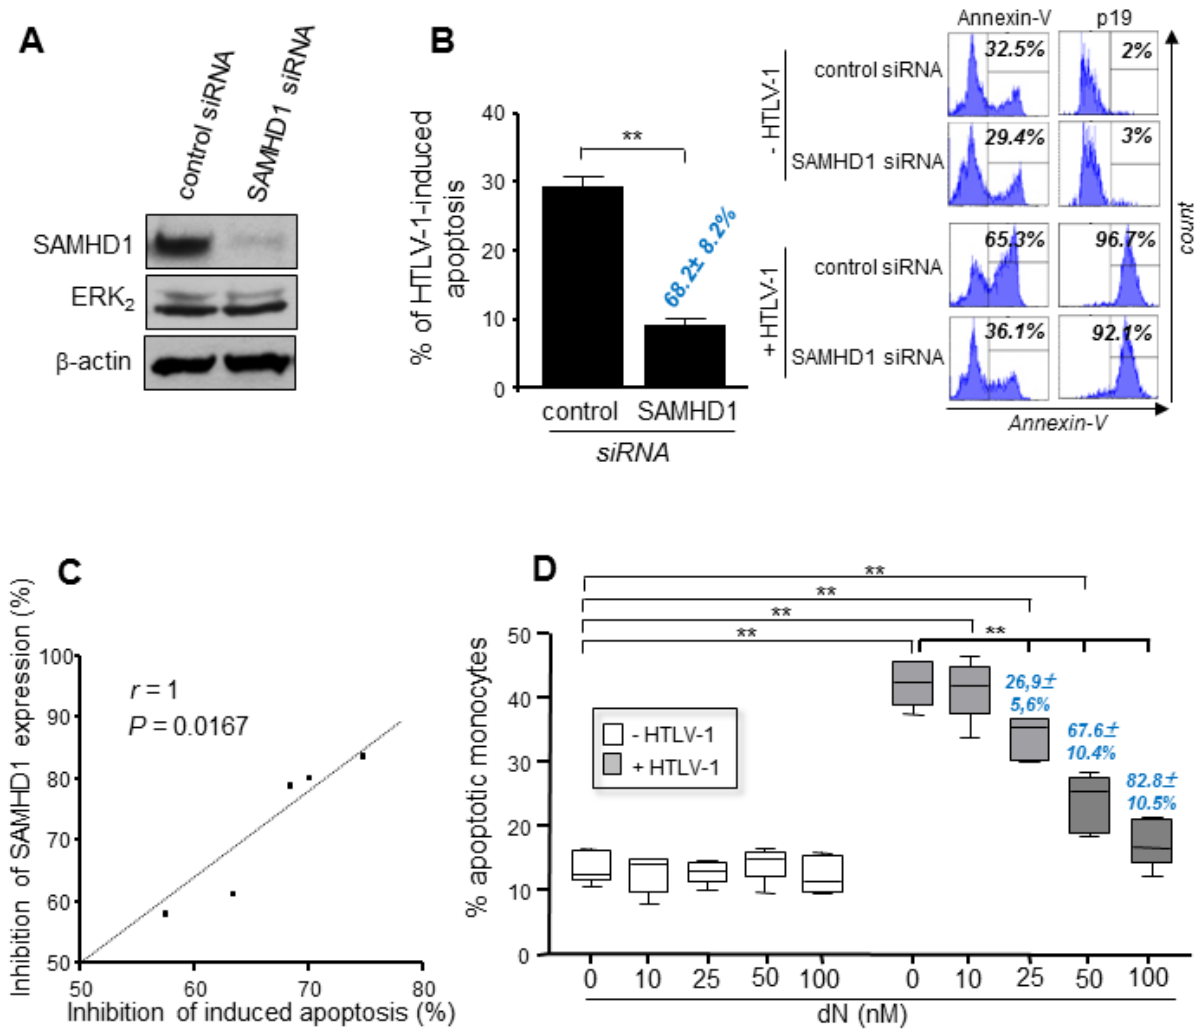 A
control siRNA
SAMHD1 siRNA
SAMHD1
ERK2
β-actin
B
% of HTLV-1-induced
apoptosis
40
30
20
10
0
**
68.2± 8.2%
control
SAMHD1
siRNA
Annexin-V
p19
- HTLV-1
control siRNA
32.5%
2%
SAMHD1 siRNA
29.4%
3%
+ HTLV-1
control siRNA
65.3%
96.7%
SAMHD1 siRNA
36.1%
92.1%
count
Annexin-V
C
Inhibition of SAMHD1 expression (%)
100
90
80
70
60
50
r = 1
P = 0.0167
50
60
70
80
Inhibition of induced apoptosis (%)
D
% apoptotic monocytes
50
40
30
20
10
0
**
**
**
**
**
- HTLV-1
+ HTLV-1
26,9±
5,6%
67.6±
10.4%
82.8±
10.5%
0
10
25
50
100
0
10
25
50
100
dN (nM)